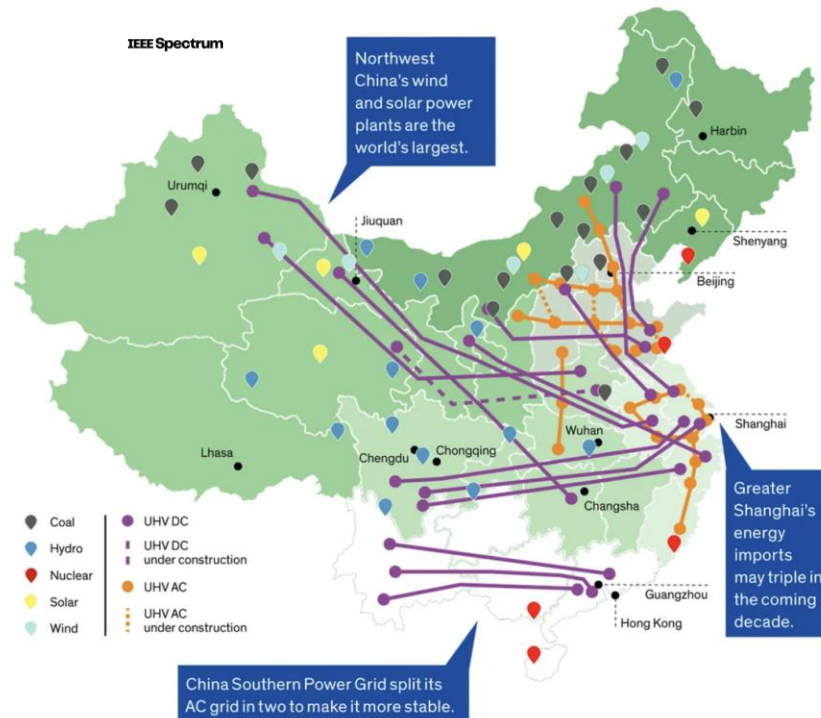 IEEE Spectrum
Northwest
China's wind
and solar power
plants are the
world's largest.
Harbin
Urumqi
Jiuquan
Shenyang
Beijing
Shanghai
Wuhan
Lhasa
Chengdu
Chongqing
Changsha
Greater
Shanghai's
energy
imports
may triple in
the coming
decade.
Coal
Hydro
Nuclear
Solar
Wind
UHV DC
UHV DC
under construction
UHV AC
UHV AC
under construction
Guangzhou
Hong Kong
China Southern Power Grid split its
AC grid in two to make it more stable.